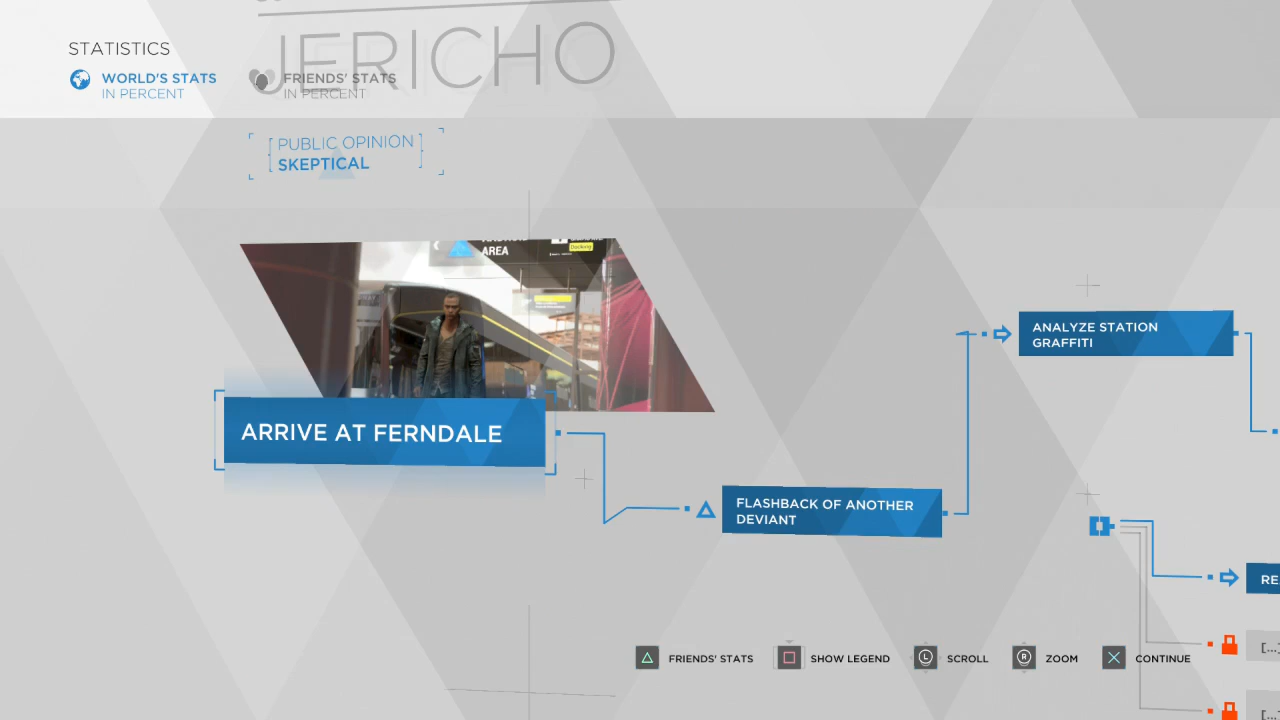 JERICHO
STATISTICS
WORLD'S STATS
IN PERCENT
FRIENDS' STATS
IN PERCENT
PUBLIC OPINION
SKEPTICAL
AREA
ARRIVE AT FERNDALE
FLASHBACK OF ANOTHER
DEVIANT
ANALYZE STATION
GRAFFITI
RE
[...]
[...]
FRIENDS' STATS
SHOW LEGEND
L
SCROLL
R
ZOOM
CONTINUE